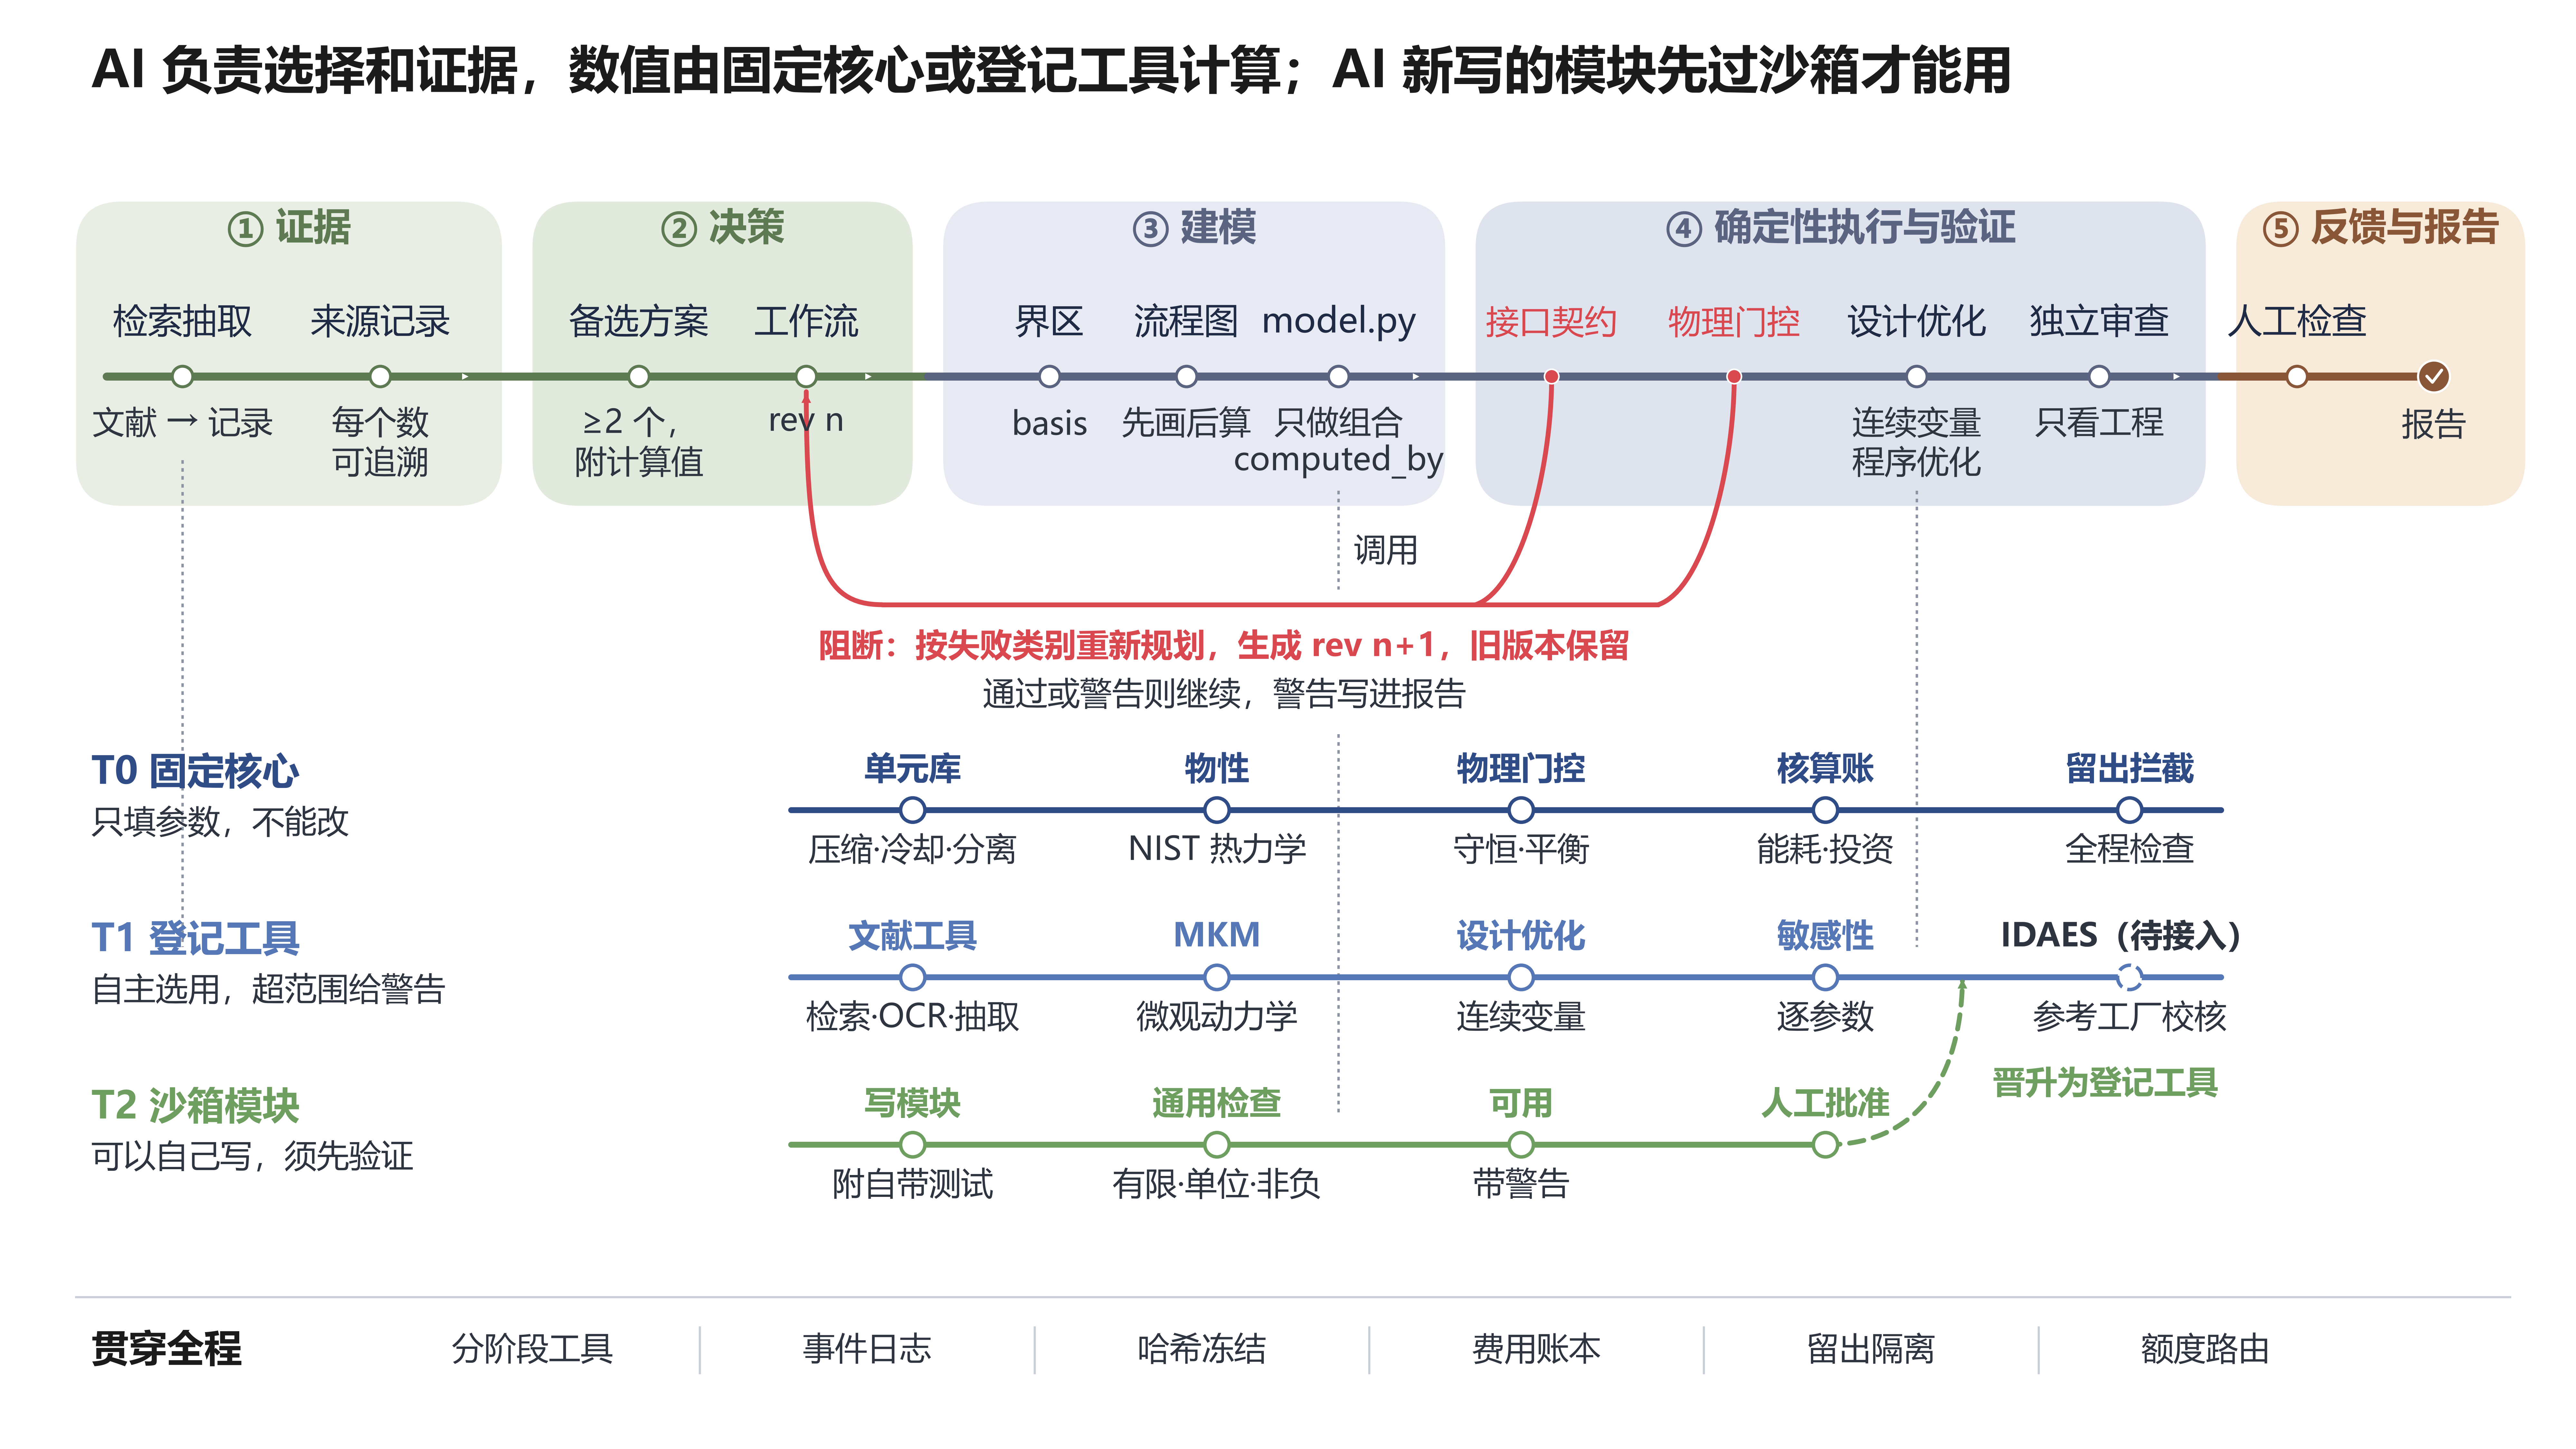 AI 负责选择和证据，数值由固定核心或登记工具计算；AI 新写的模块先过沙箱才能用
① 证据
② 决策
③ 建模
④ 确定性执行与验证
⑤ 反馈与报告
检索抽取
来源记录
备选方案
工作流
界区
流程图
model.py
接口契约
物理门控
设计优化
独立审查
人工检查
文献 → 记录
每个数
可追溯
≥2 个，
附计算值
rev n
basis
先画后算
只做组合
computed_by
连续变量
程序优化
只看工程
报告
调用
阻断：按失败类别重新规划，生成 rev n+1，旧版本保留
通过或警告则继续，警告写进报告
T0 固定核心
只填参数，不能改
单元库
物性
物理门控
核算账
留出拦截
压缩·冷却·分离
NIST 热力学
守恒·平衡
能耗·投资
全程检查
T1 登记工具
自主选用，超范围给警告
文献工具
MKM
设计优化
敏感性
IDAES（待接入）
检索·OCR·抽取
微观动力学
连续变量
逐参数
参考工厂校核
晋升为登记工具
T2 沙箱模块
可以自己写，须先验证
写模块
通用检查
可用
人工批准
附自带测试
有限·单位·非负
带警告
贯穿全程
分阶段工具
事件日志
哈希冻结
费用账本
留出隔离
额度路由